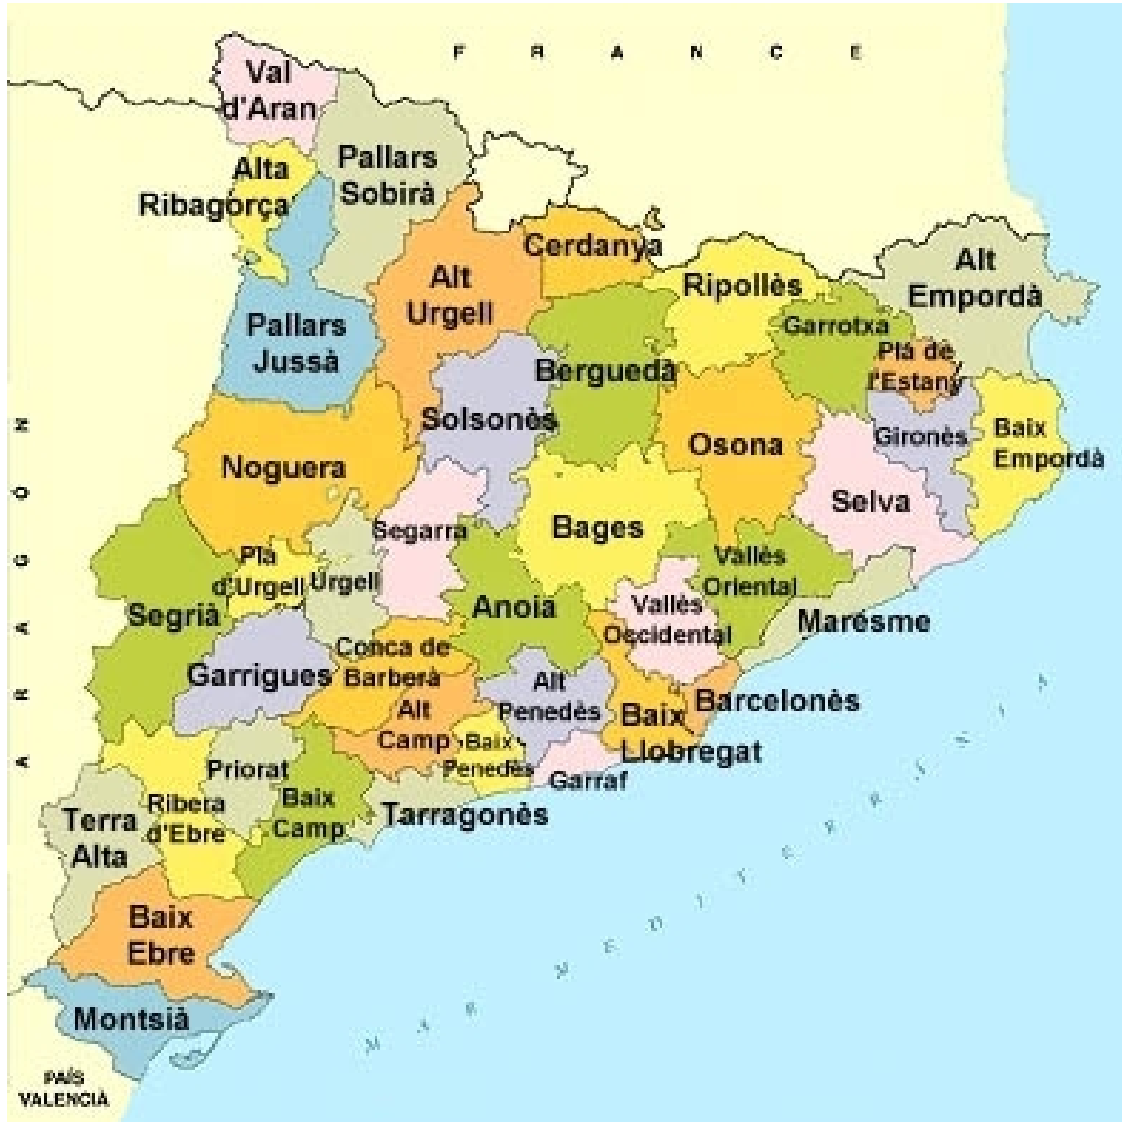 F R A N C E
Val
d'Aran
Pallars
Sobirà
Alta
Ribagorça
Cerdanya
Alt
Urgell
Ripollès
Alt
Empordà
Garrotxa
Pallars
Jussà
Berguedà
Plà de
l'Estany
Solsonès
Osona
Gironès
Baix
Empordà
Noguera
Selva
Segarra
Bages
Plà
d'Urgell
Urgell
Vallès
Oriental
Segrià
Anoia
Vallès
Occidental
Marésme
Conca de
Barberà
Garrigues
Alt
Penedès
Barcelonès
Alt
Camp
Baix
Llobregat
Baix
Penedès
Garraf
Priorat
Baix
Camp
Ribera
d'Ebre
Tarragonès
Terra
Alta
Baix
Ebre
Montsià
PAÍS
VALENCIÀ
A R A G Ó N
M A R M E D I T E R R À N I A